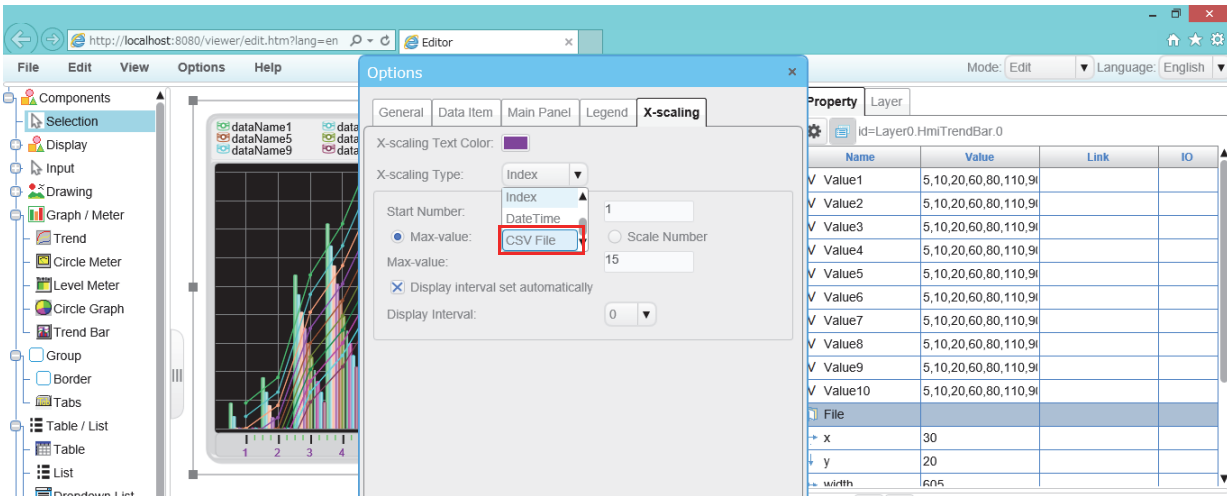 http://localhost:8080/viewer/edit.htm?lang=en
Editor
File Edit View Options Help
Mode: Edit Language: English
Components
Selection
Display
Input
Drawing
Graph / Meter
Trend
Circle Meter
Level Meter
Circle Graph
Trend Bar
Group
Border
Tabs
Table / List
Table
List
Dropdown List
dataName1
dataName5
dataName9
data
data
data
1 2 3 4
Options
General Data Item Main Panel Legend X-scaling
X-scaling Text Color:
X-scaling Type: Index
Index
DateTime
CSV File
Start Number: 1
Max-value: Scale Number
Max-value: 15
Display interval set automatically
Display Interval: 0
Property Layer
id=Layer0.HmiTrendBar.0
Name Value Link IO
V Value1 5,10,20,60,80,110,9
V Value2 5,10,20,60,80,110,9
V Value3 5,10,20,60,80,110,9
V Value4 5,10,20,60,80,110,9
V Value5 5,10,20,60,80,110,9
V Value6 5,10,20,60,80,110,9
V Value7 5,10,20,60,80,110,9
V Value8 5,10,20,60,80,110,9
V Value9 5,10,20,60,80,110,9
V Value10 5,10,20,60,80,110,9
File
x 30
y 20
width 605